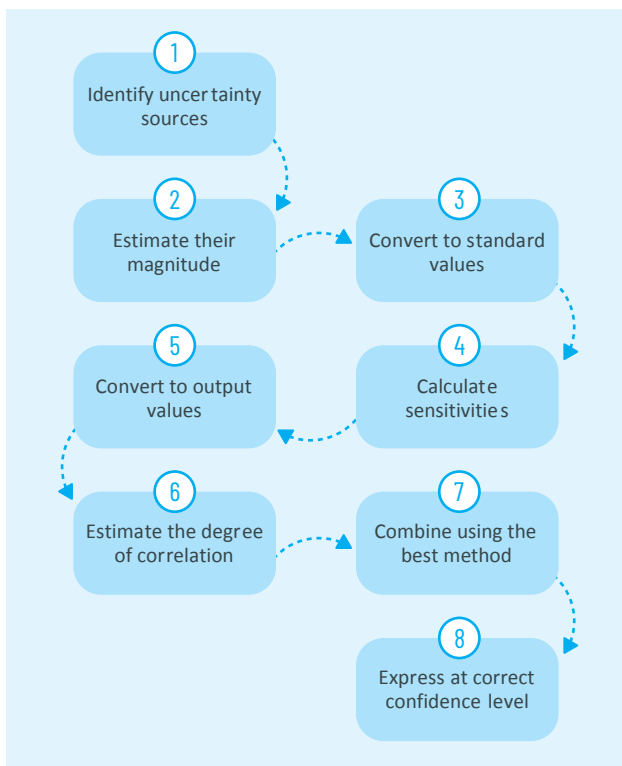 1
Identify uncertainty
sources
2
Estimate their
magnitude
3
Convert to standard
values
4
Calculate
sensitivities
5
Convert to output
values
6
Estimate the degree
of correlation
7
Combine using the
best method
8
Express at correct
confidence level